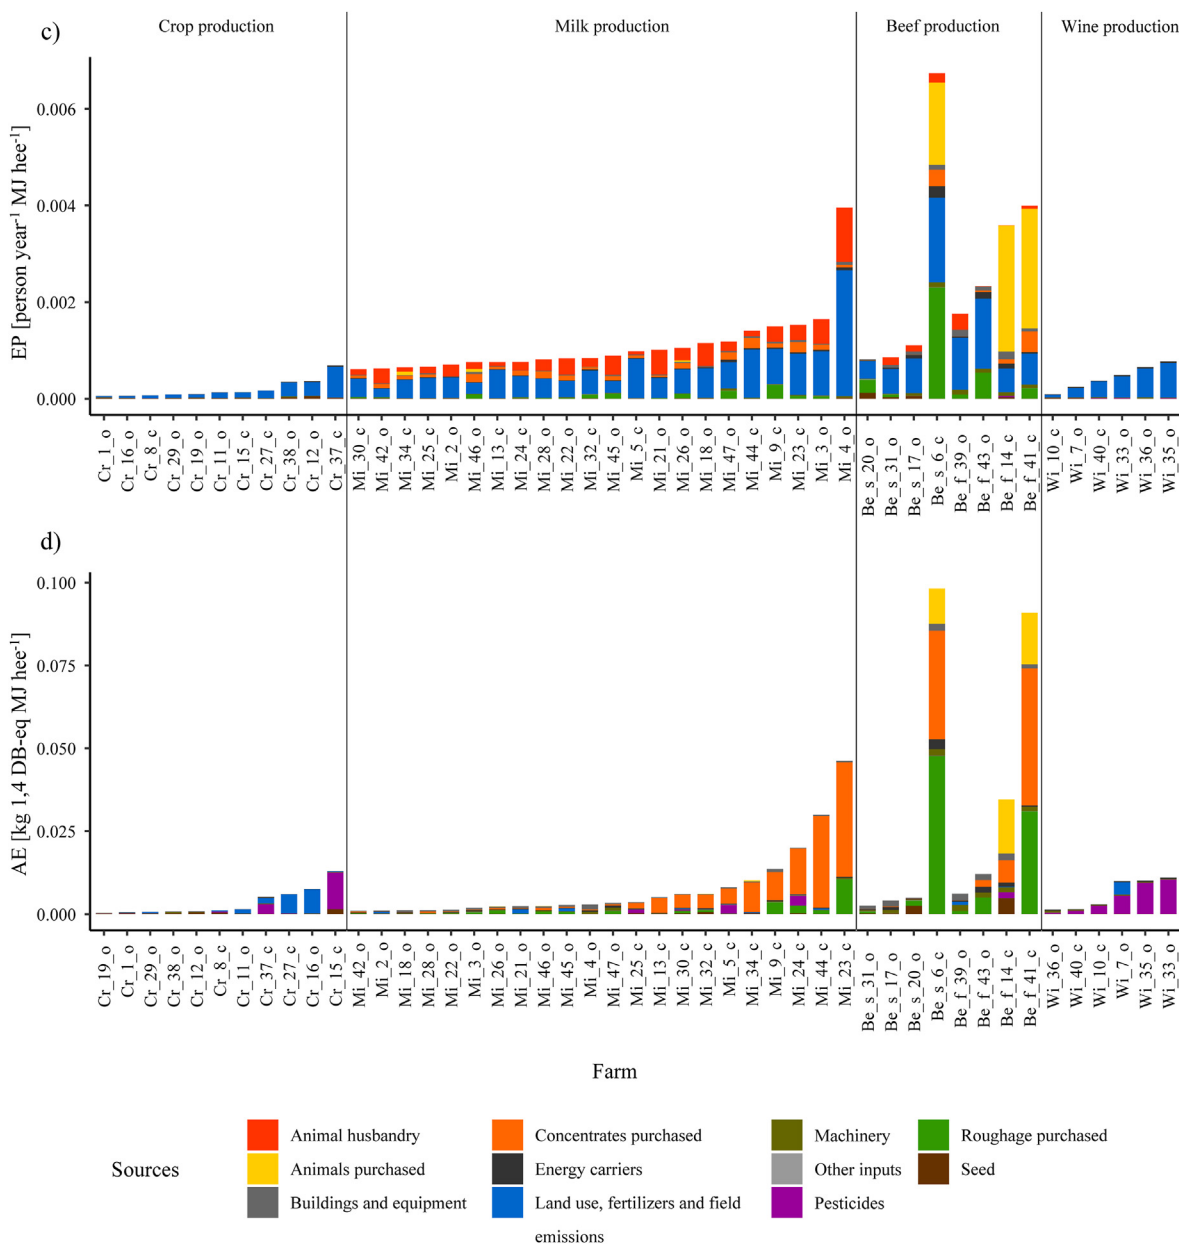 c)
Crop production
Milk production
Beef production
Wine production
EP [person year⁻¹ MJ hee⁻¹]
0.006
0.004
0.002
0.000
Cr_1_o
Cr_16_o
Cr_8_c
Cr_29_o
Cr_19_o
Cr_11_o
Cr_15_c
Cr_27_c
Cr_38_o
Cr_12_o
Cr_37_c
Mi_30_c
Mi_42_o
Mi_34_c
Mi_25_c
Mi_2_o
Mi_46_o
Mi_13_c
Mi_24_c
Mi_28_o
Mi_22_o
Mi_32_c
Mi_45_o
Mi_5_c
Mi_21_o
Mi_26_o
Mi_18_o
Mi_47_o
Mi_44_c
Mi_9_c
Mi_23_c
Mi_3_o
Mi_4_o
Be_s_20_o
Be_s_31_o
Be_s_17_o
Be_s_6_c
Be_f_39_o
Be_f_43_o
Be_f_14_c
Be_f_41_c
Wi_10_c
Wi_7_o
Wi_40_c
Wi_33_o
Wi_36_o
Wi_35_o
d)
AE [kg 1,4 DB-eq MJ hee⁻¹]
0.100
0.075
0.050
0.025
0.000
Cr_19_o
Cr_1_o
Cr_29_o
Cr_38_o
Cr_12_o
Cr_8_c
Cr_11_o
Cr_37_c
Cr_27_c
Cr_16_o
Cr_15_c
Mi_42_o
Mi_2_o
Mi_18_o
Mi_28_o
Mi_22_o
Mi_3_o
Mi_26_o
Mi_21_o
Mi_46_o
Mi_45_o
Mi_4_o
Mi_47_o
Mi_25_c
Mi_13_c
Mi_30_c
Mi_32_c
Mi_5_c
Mi_34_c
Mi_9_c
Mi_24_c
Mi_44_c
Mi_23_c
Be_s_31_o
Be_s_17_o
Be_s_20_o
Be_s_6_c
Be_f_39_o
Be_f_43_o
Be_f_14_c
Be_f_41_c
Wi_36_o
Wi_40_c
Wi_10_c
Wi_7_o
Wi_35_o
Wi_33_o
Farm
Sources
Animal husbandry
Animals purchased
Buildings and equipment
Concentrates purchased
Energy carriers
Land use, fertilizers and field
emissions
Machinery
Other inputs
Pesticides
Roughage purchased
Seed